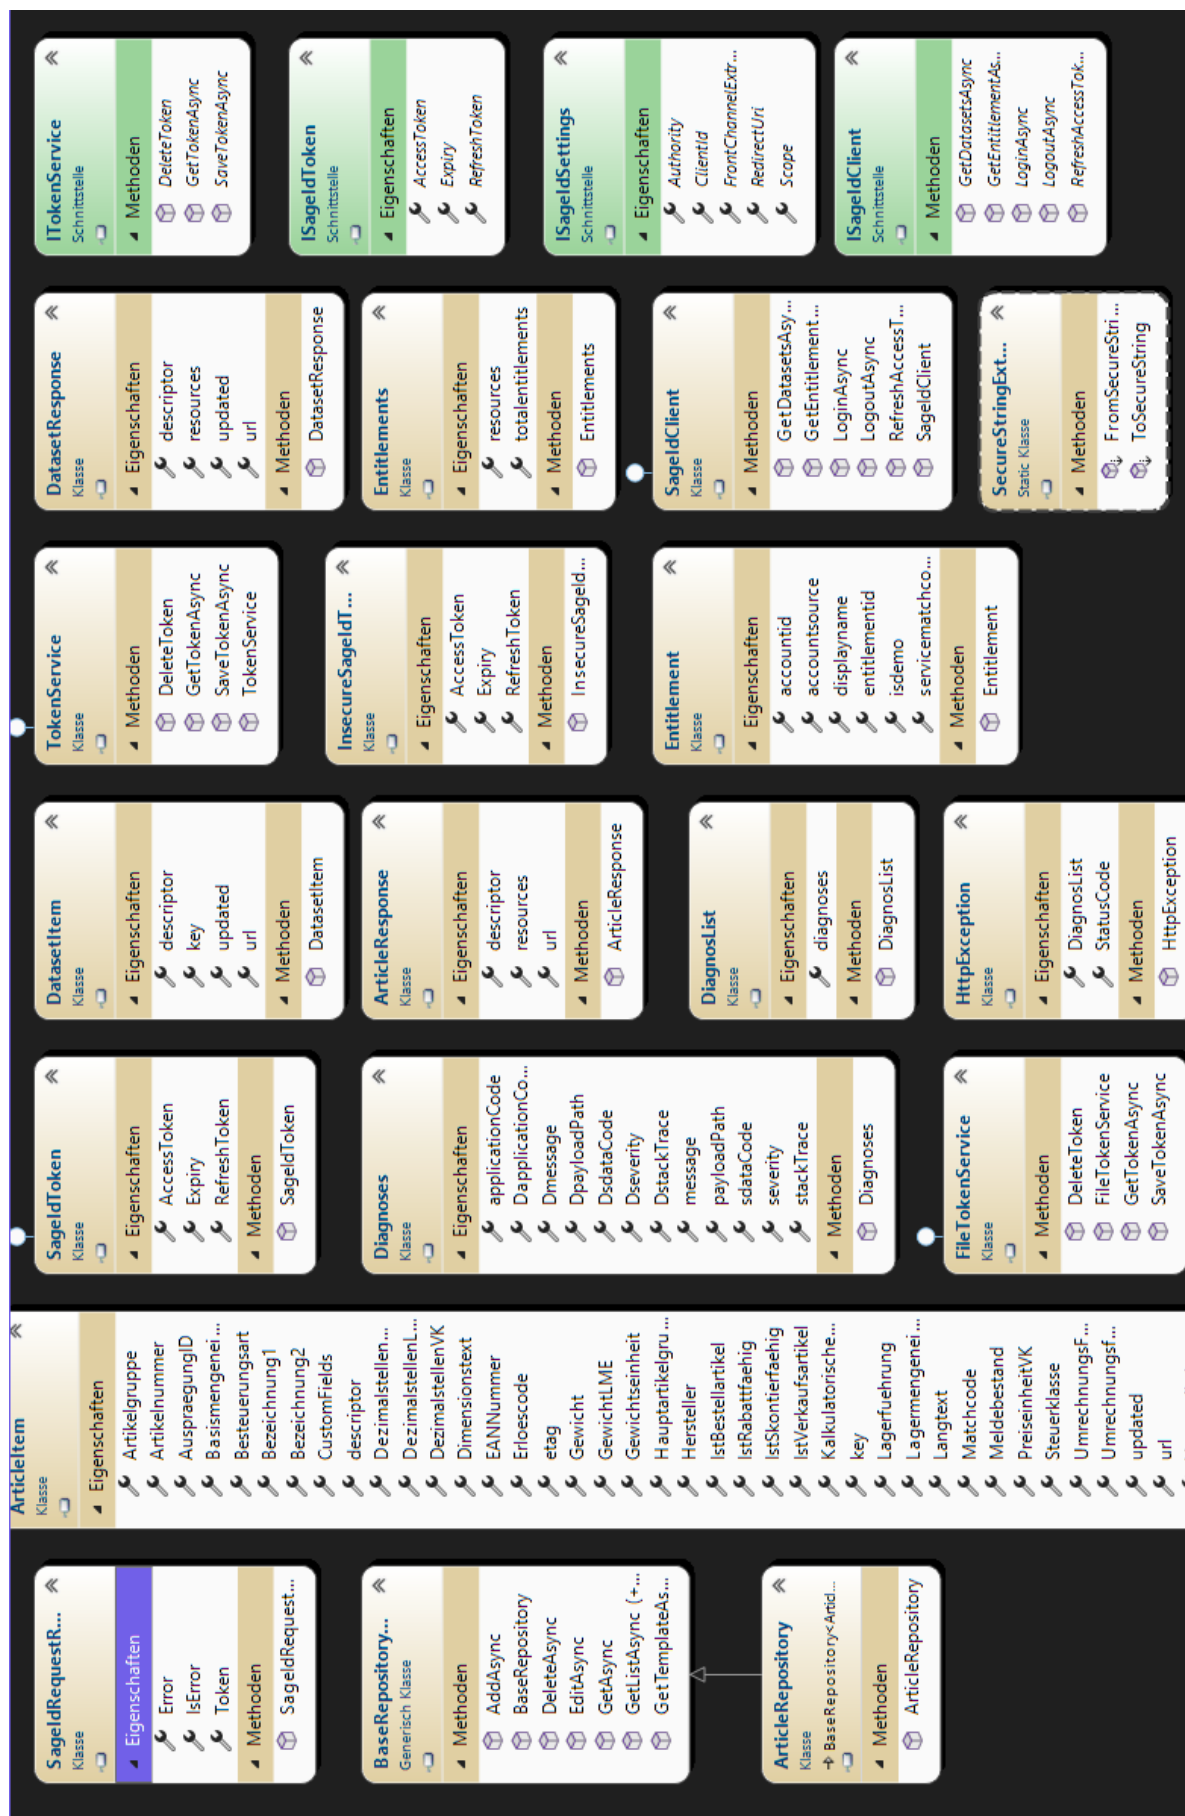 SageIdRequestR...
Klasse
Eigenschaften
Error
IsError
Token
Methoden
SageIdRequest...
BaseRepository...
Generisch Klasse
Methoden
AddAsync
BaseRepository
DeleteAsync
EditAsync
GetAsync
GetListAsync (+...
GetTemplateAs...
ArticleRepository
Klasse
BaseRepository<Articl...
Methoden
ArticleRepository
ArticleItem
Klasse
Eigenschaften
Artikelgruppe
Artikelnummer
AuspraegungID
Basismengenei...
Besteuerungsart
Bezeichnung1
Bezeichnung2
CustomFields
descriptor
Dezimalstellen...
DezimalstellenL...
DezimalstellenVK
Dimensionstext
EANNummer
Erloescode
etag
Gewicht
GewichtLME
Gewichtseinheit
Hauptartikelgru...
Hersteller
IstBestellartikel
IstRabattfaehig
IstSkontierfaehig
IstVerkaufsartikel
Kalkulatorische...
key
Lagerfuehrung
Lagermengenei...
Langtext
Matchcode
Meldebestand
PreiseinheitVK
Steuerklasse
UmrechnungsF...
Umrechnungsf...
updated
url
SageIdToken
Klasse
Eigenschaften
AccessToken
Expiry
RefreshToken
Methoden
SageIdToken
Diagnoses
Klasse
Eigenschaften
applicationCode
DapplicationCo...
Dmessage
DpayloadPath
DsdataCode
Dseverity
DstackTrace
message
payloadPath
sdataCode
severity
stackTrace
Methoden
Diagnoses
FileTokenService
Klasse
Methoden
DeleteToken
FileTokenService
GetTokenAsync
SaveTokenAsync
DatasetItem
Klasse
Eigenschaften
descriptor
key
updated
url
Methoden
DatasetItem
ArticleResponse
Klasse
Eigenschaften
descriptor
resources
url
Methoden
ArticleResponse
DiagnosList
Klasse
Eigenschaften
diagnoses
Methoden
DiagnosList
HttpException
Klasse
Eigenschaften
DiagnosList
StatusCode
Methoden
HttpException
TokenService
Klasse
Methoden
DeleteToken
GetTokenAsync
SaveTokenAsync
TokenService
InsecureSageIdT...
Klasse
Eigenschaften
AccessToken
Expiry
RefreshToken
Methoden
InsecureSageId...
Entitlement
Klasse
Eigenschaften
accountid
accountsource
displayname
entitlementid
isdemo
servicematchco...
Methoden
Entitlement
DatasetResponse
Klasse
Eigenschaften
descriptor
resources
updated
url
Methoden
DatasetResponse
Entitlements
Klasse
Eigenschaften
resources
totalentitlements
Methoden
Entitlements
SageIdClient
Klasse
Methoden
GetDatasetsAsy...
GetEntitlement...
LoginAsync
LogoutAsync
RefreshAccessT...
SageIdClient
SecureStringExt...
Static Klasse
Methoden
FromSecureStri...
ToSecureString
ITokenService
Schnittstelle
Methoden
DeleteToken
GetTokenAsync
SaveTokenAsync
ISageIdToken
Schnittstelle
Eigenschaften
AccessToken
Expiry
RefreshToken
ISageIdSettings
Schnittstelle
Eigenschaften
Authority
ClientId
FrontChannelExtr...
RedirectUri
Scope
ISageIdClient
Schnittstelle
Methoden
GetDatasetsAsync
GetEntitlementAs...
LoginAsync
LogoutAsync
RefreshAccessTok...